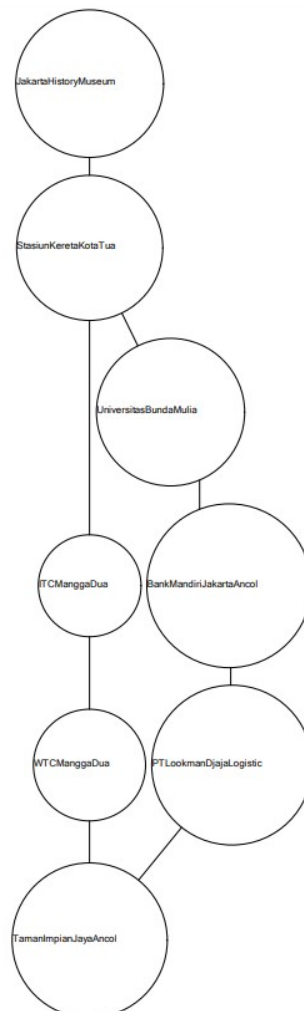 JakartaHistoryMuseum
StasiunKeretaKotaTua
UniversitasBundaMulia
ITCManggaDua
BankMandiriJakartaAncol
WTCManggaDua
PTLookmanDjajaLogistic
TamanImpianJayaAncol